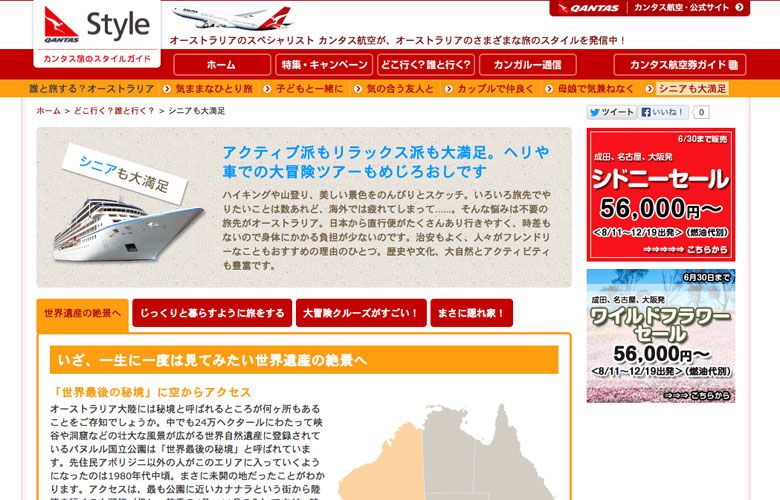 Style
QANTAS
カンタス旅のスタイルガイド
オーストラリアのスペシャリスト カンタス航空が、オーストラリアのさまざまな旅のスタイルを発信中！
QANTAS カンタス航空・公式サイト
ホーム
特集・キャンペーン
どこ行く？誰と行く？
カンガルー通信
カンタス航空券ガイド
誰と旅する？オーストラリア
気ままなひとり旅
子どもと一緒に
気の合う友人と
カップルで仲良く
母娘で気兼ねなく
シニアも大満足
ホーム > どこ行く？誰と行く？ > シニアも大満足
ツイート
いいね！
0
シニアも大満足
アクティブ派もリラックス派も大満足。ヘリや
車での大冒険ツアーもめじろおしです
ハイキングや山登り、美しい景色をのんびりとスケッチ。いろいろ旅先でや
りたいことは数あれど、海外では疲れてしまって……。そんな悩みは不要の
旅先がオーストラリア。日本から直行便がたくさんあり行きやすく、時差も
ないので身体にかかる負担が少ないのです。治安もよく、人々がフレンドリ
ーなこともおすすめの理由のひとつ。歴史や文化、大自然とアクティビティ
も豊富です。
6/30まで販売
成田、名古屋、大阪発
シドニーセール
56,000円〜
<8/11〜12/19出発>（燃油代別）
⇒⇒⇒⇒⇒ こちらから
6月30日まで
成田、名古屋、大阪発
ワイルドフラワー
セール
56,000円〜
<8/11〜12/19出発>（燃油代別）
⇒⇒⇒⇒⇒ こちらから
世界遺産の絶景へ
じっくりと暮らすように旅をする
大冒険クルーズがすごい！
まさに隠れ家！
いざ、一生に一度は見てみたい世界遺産の絶景へ
「世界最後の秘境」に空からアクセス
オーストラリア大陸には秘境と呼ばれるところが何ヶ所もある
ことをご存知でしょうか。中でも24万ヘクタールにわたって峡
谷や洞窟などの壮大な風景が広がる世界自然遺産に登録されて
いるパヌルル国立公園は「世界最後の秘境」と呼ばれていま
す。先住民アボリジニ以外の人がこのエリアに入っていくよう
になったのは1980年代中頃。まさに未開の地だったことがわか
ります。アクセスは、最も公園に近いカナナラという街から陸